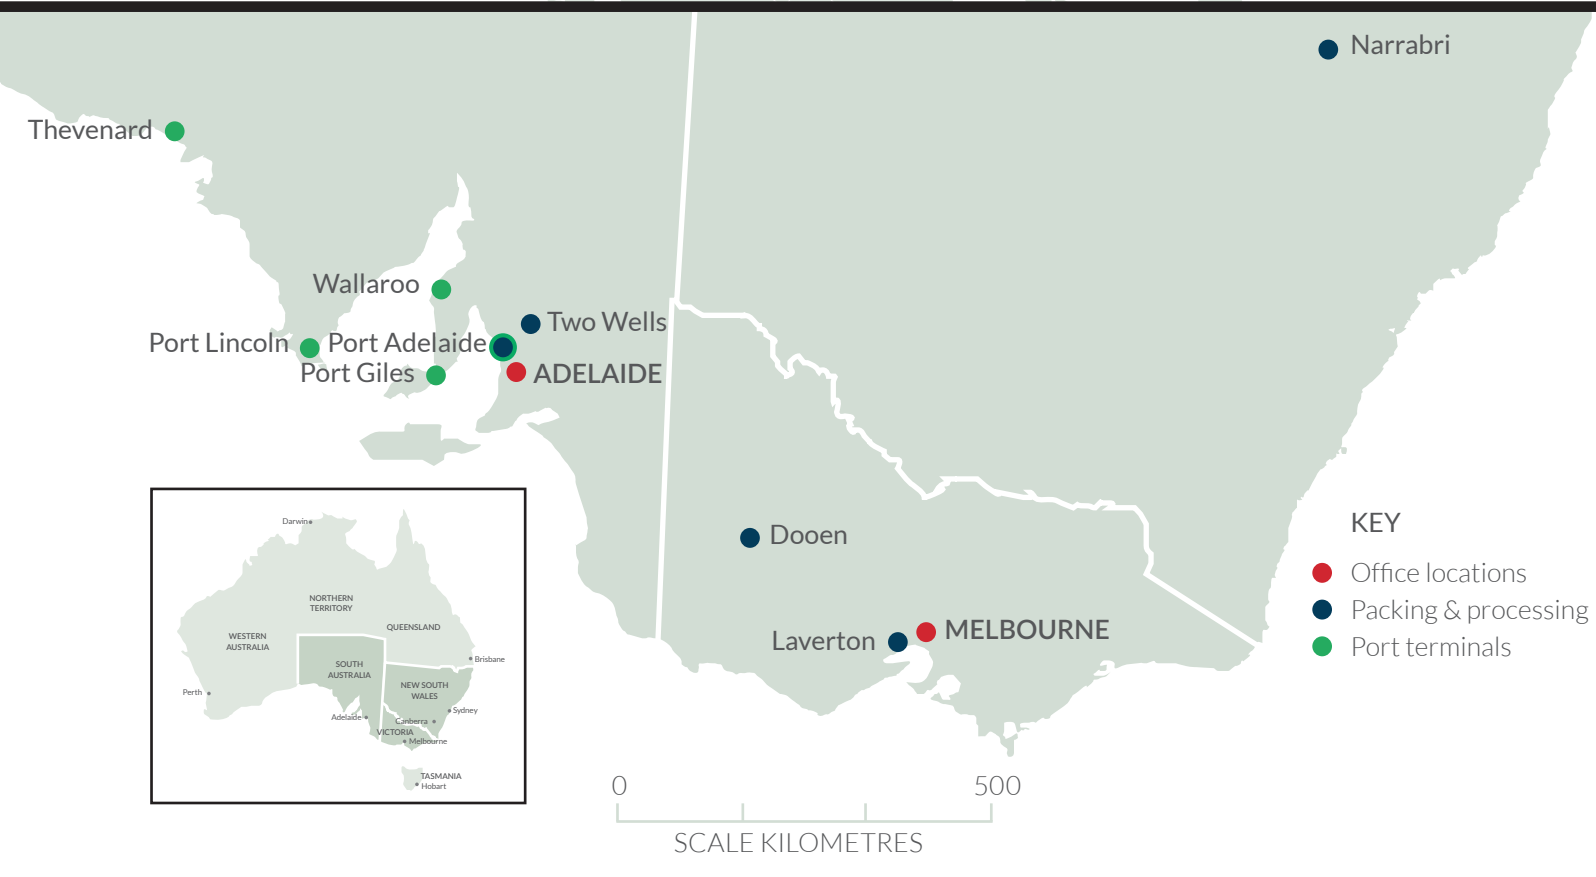 Narrabri
Thevenard
Wallaroo
Two Wells
Port Lincoln
Port Adelaide
Port Giles
ADELAIDE
Dooen
Laverton
MELBOURNE
KEY
Office locations
Packing & processing
Port terminals
Darwin
NORTHERN
TERRITORY
QUEENSLAND
WESTERN
AUSTRALIA
Brisbane
SOUTH
AUSTRALIA
NEW SOUTH
WALES
Perth
Sydney
Adelaide
Canberra
VICTORIA
Melbourne
TASMANIA
Hobart
0
500
SCALE KILOMETRES